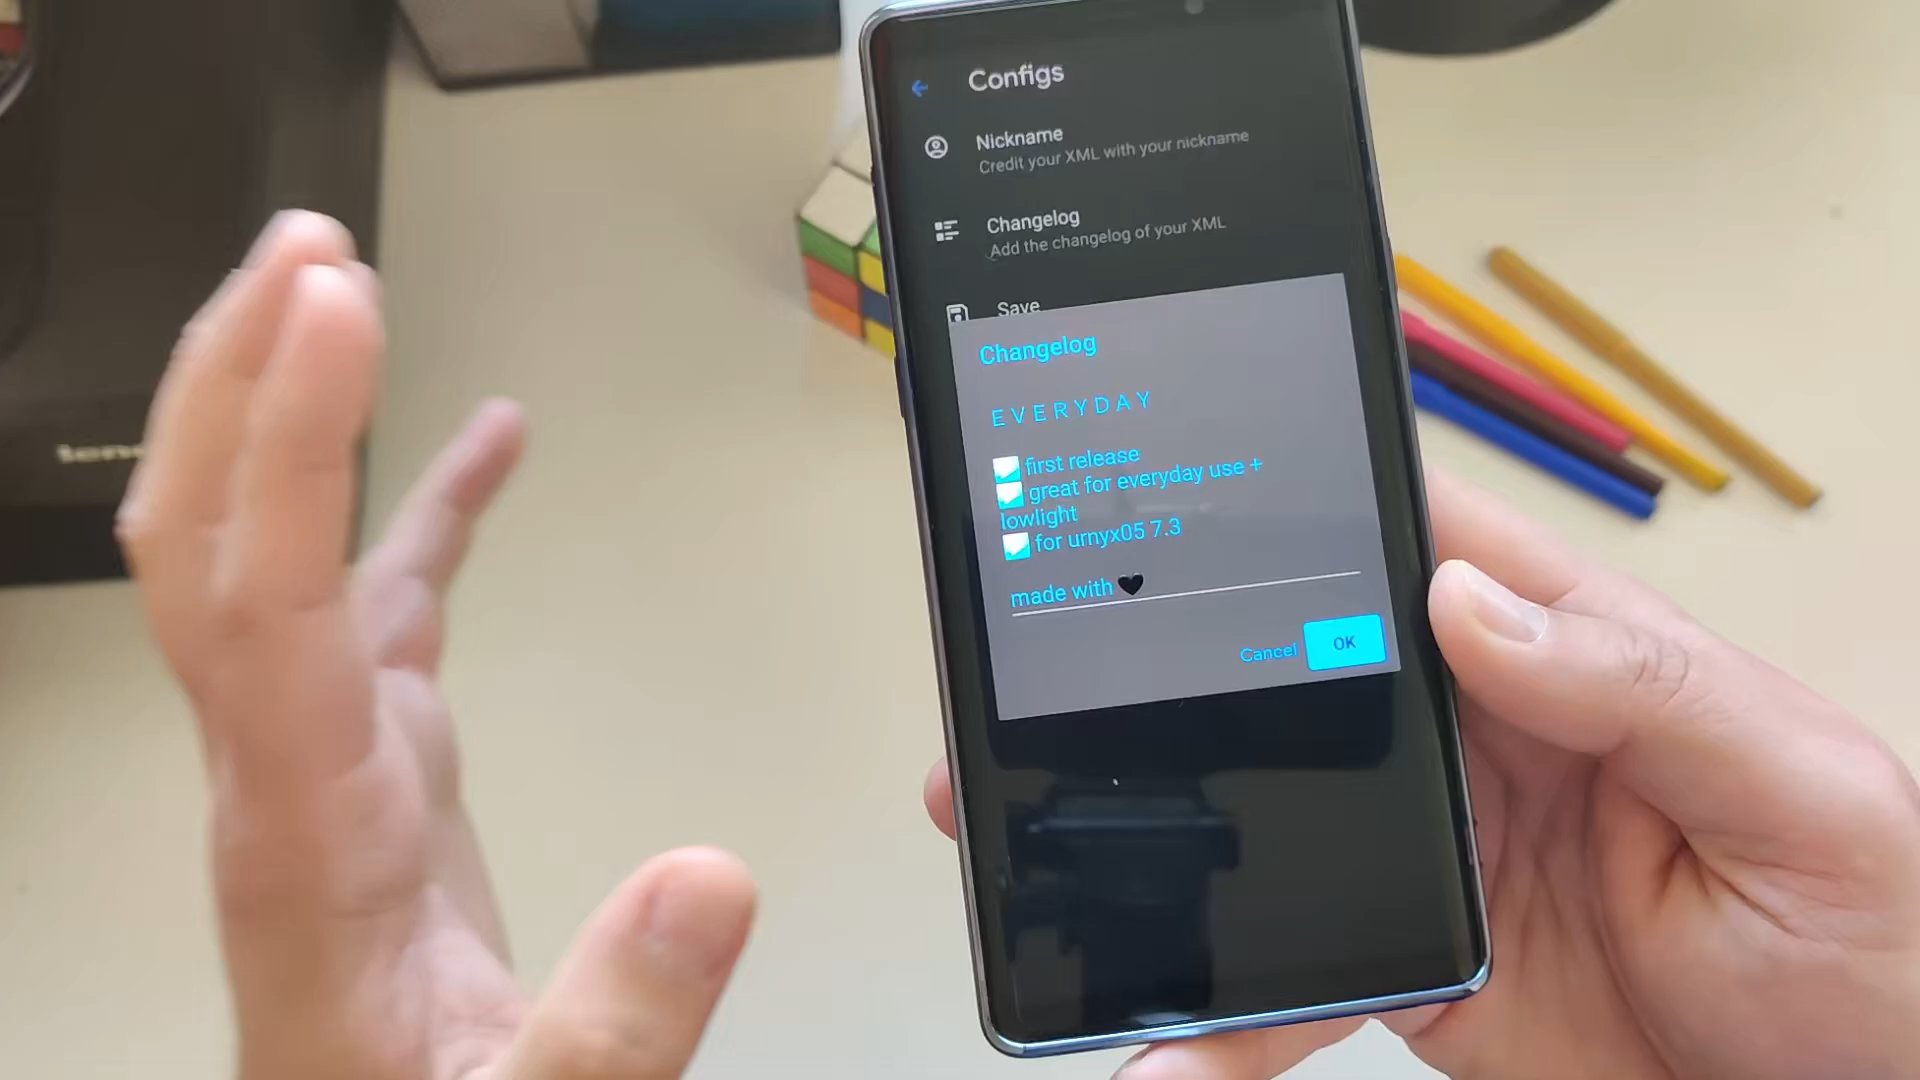 Configs
Nickname
Credit your XML with your nickname
Changelog
Add the changelog of your XML
Save
Changelog
EVERYDAY
✅first release
✅great for everyday use +
lowlight
✅for urnyx05 7.3
made with 🖤
Cancel OK